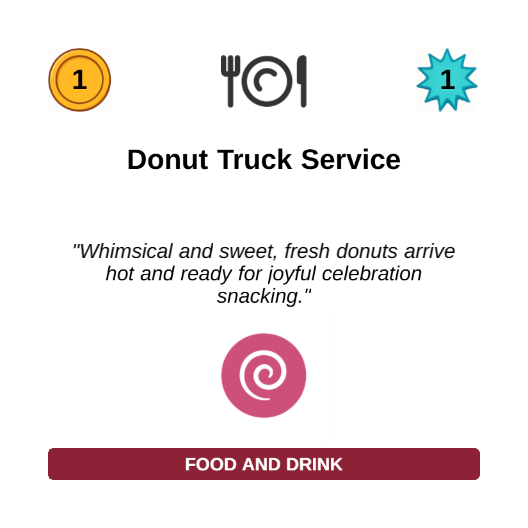 1
1
Donut Truck Service
"Whimsical and sweet, fresh donuts arrive
hot and ready for joyful celebration
snacking."
FOOD AND DRINK